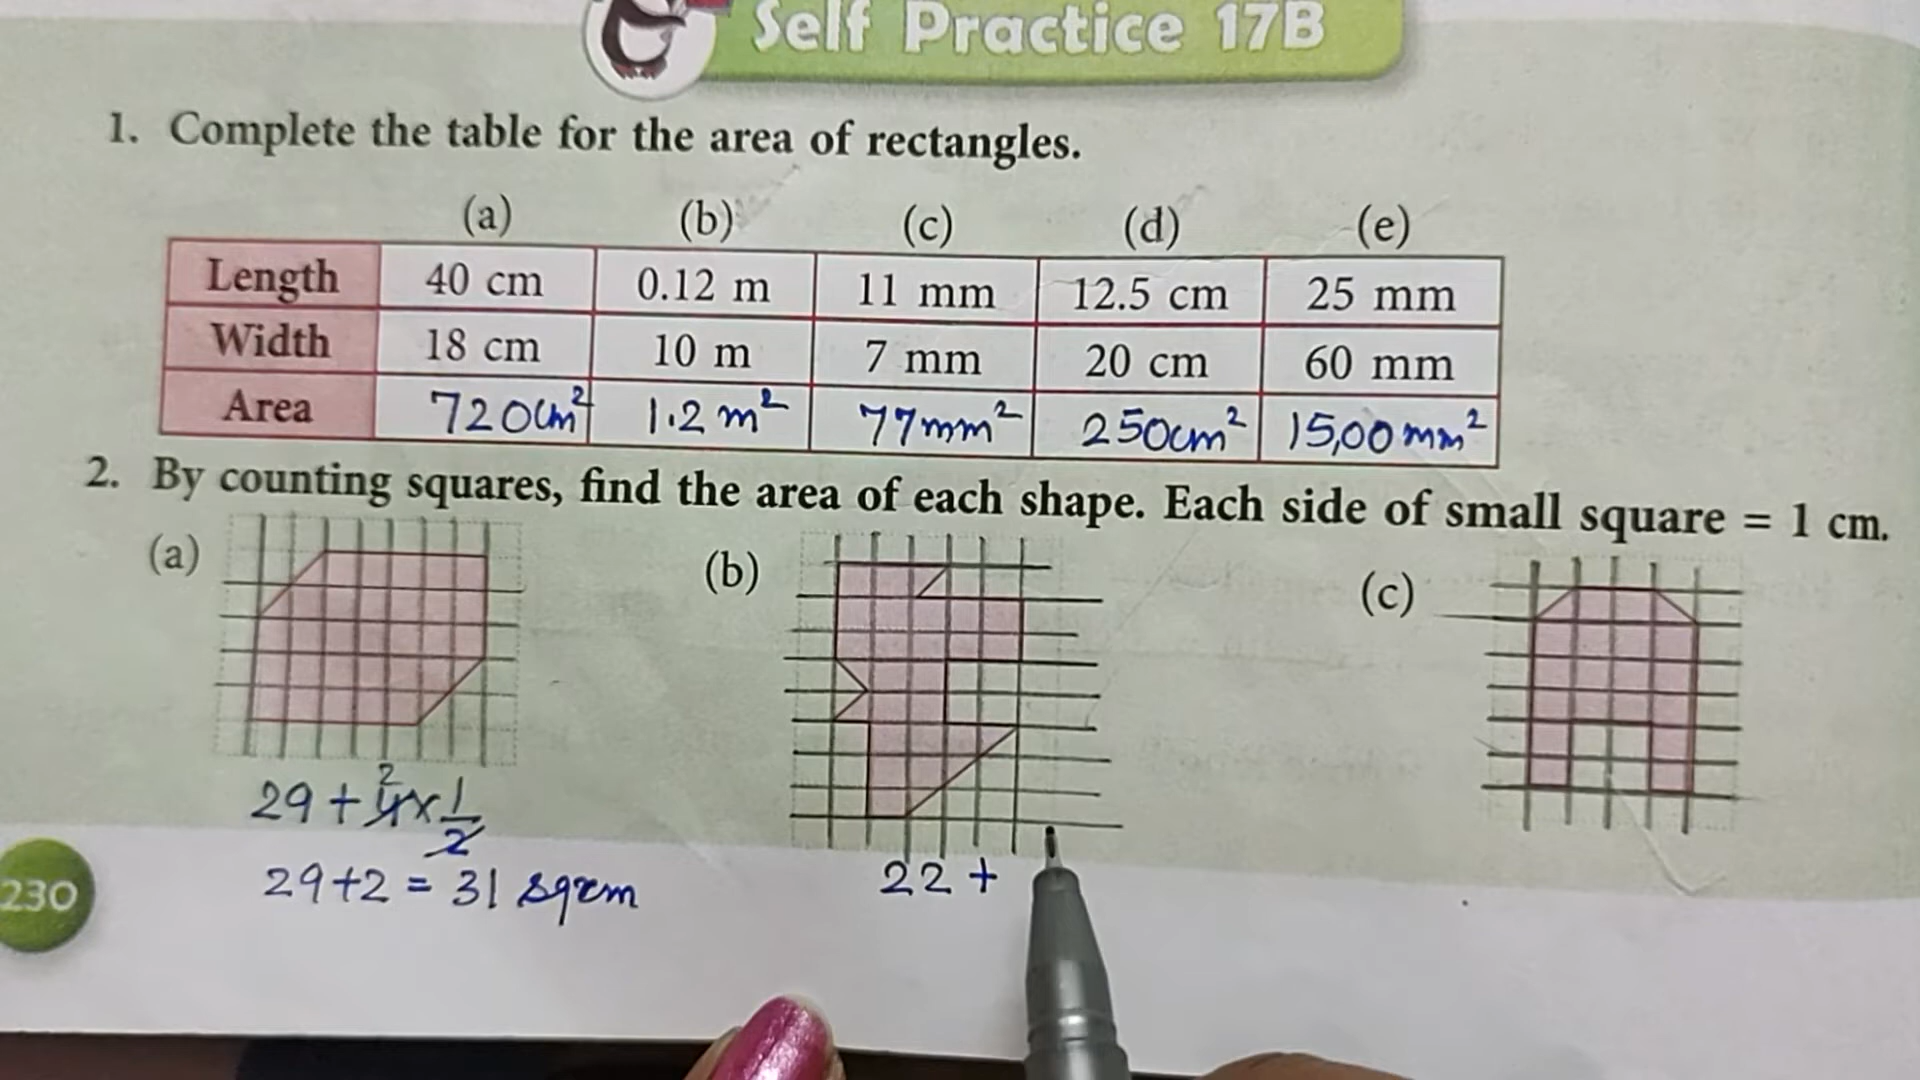 Self Practice 17B
1. Complete the table for the area of rectangles.
(a) (b) (c) (d) (e)
Length 40 cm 0.12 m 11 mm 12.5 cm 25 mm
Width 18 cm 10 m 7 mm 20 cm 60 mm
Area 720cm² 1.2 m² 77mm² 250cm² 15,00 mm²
2. By counting squares, find the area of each shape. Each side of small square = 1 cm.
(a) (b) (c)
29 + 4̶ ² × 1/2̶
29+2 = 31 sqcm
22 +
230